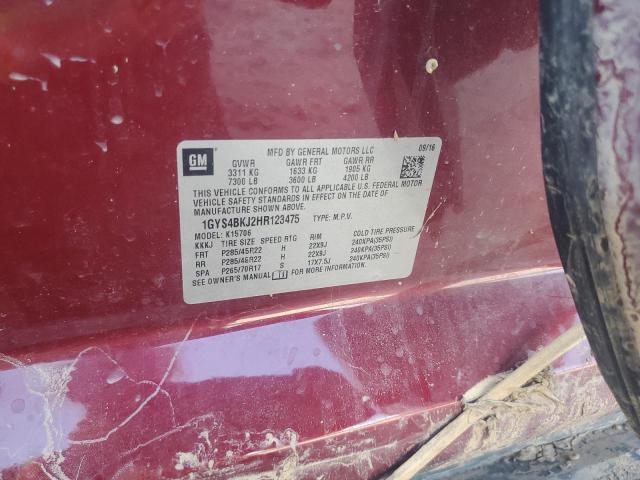 GM
MFD BY GENERAL MOTORS LLC
09/16
GVWR GAWR FRT GAWR RR
3311 KG 1633 KG 1905 KG
7300 LB 3600 LB 4200 LB
THIS VEHICLE CONFORMS TO ALL APPLICABLE U.S. FEDERAL MOTOR
VEHICLE SAFETY STANDARDS IN EFFECT ON THE DATE OF
MANUFACTURE SHOWN ABOVE.
1GYS4BKJ2HR123475 TYPE: M.P.V.
MODEL: K15706
KKKJ TIRE SIZE SPEED RTG RIM COLD TIRE PRESSURE
FRT P285/45R22 H 22X9J 240KPA(35PSI)
RR P285/45R22 H 22X9J 240KPA(35PSI)
SPA P265/70R17 S 17X7.5J 240KPA(35PSI)
SEE OWNER'S MANUAL FOR MORE INFORMATION.